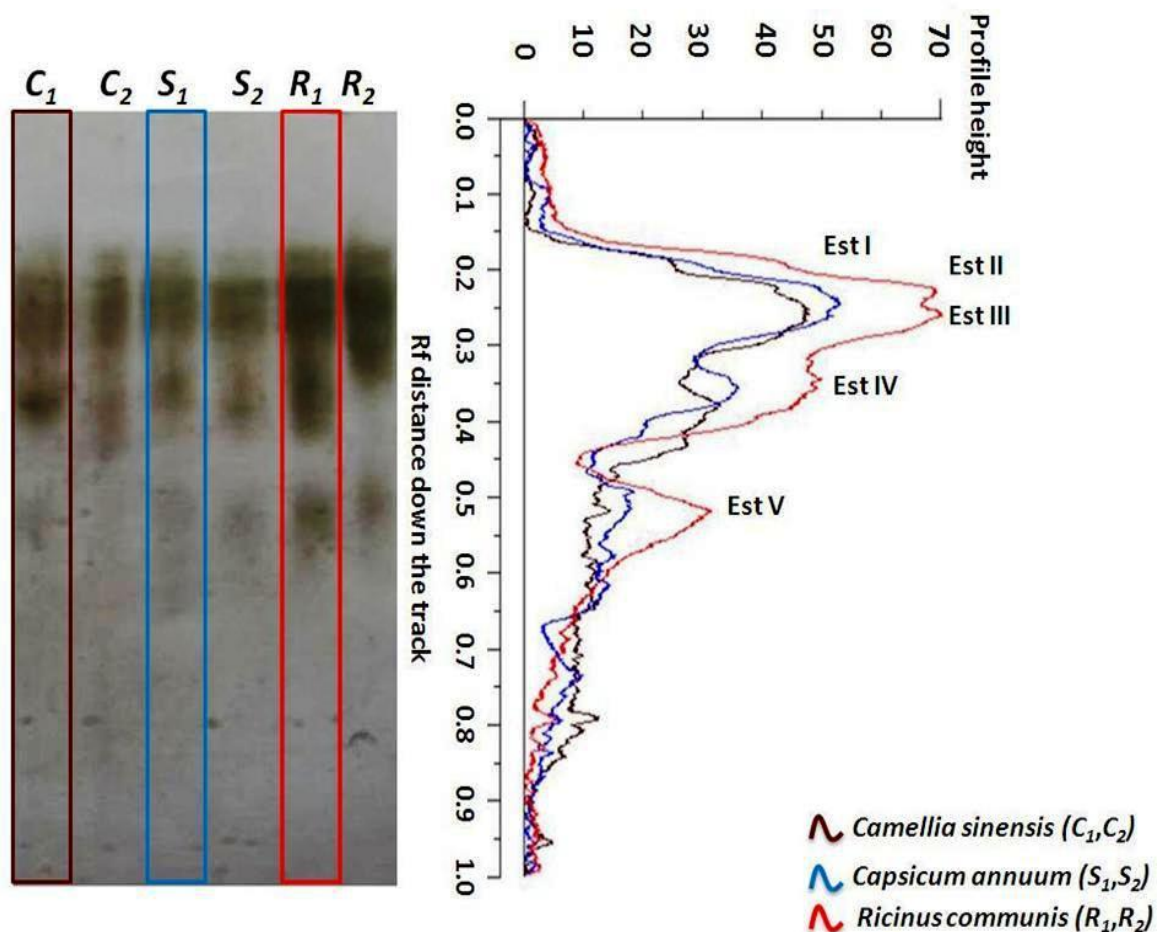 C1 C2 S1 S2 R1 R2
Profile height
0 10 20 30 40 50 60 70
Rf distance down the track
0.0
0.1
0.2
0.3
0.4
0.5
0.6
0.7
0.8
0.9
1.0
Est I
Est II
Est III
Est IV
Est V
Camellia sinensis (C1,C2)
Capsicum annuum (S1,S2)
Ricinus communis (R1,R2)